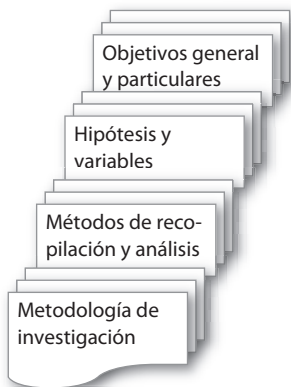 Objetivos general
y particulares
Hipótesis y
variables
Métodos de reco-
pilación y análisis
Metodología de
investigación